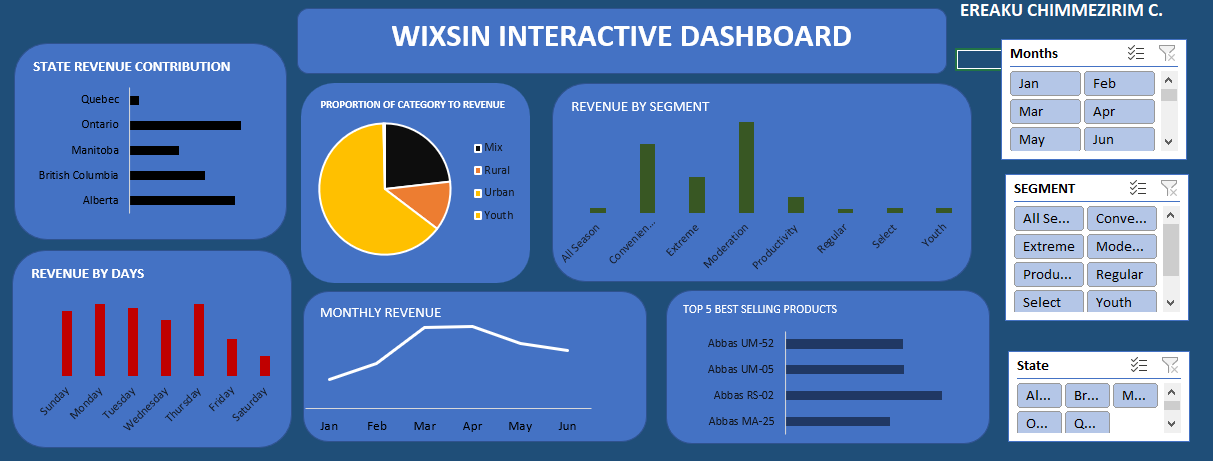 EREAKU CHIMMEZIRIM C.
WIXSIN INTERACTIVE DASHBOARD
STATE REVENUE CONTRIBUTION
Quebec
Ontario
Manitoba
British Columbia
Alberta
PROPORTION OF CATEGORY TO REVENUE
Mix
Rural
Urban
Youth
REVENUE BY SEGMENT
All Season
Convenien...
Extreme
Moderation
Productivity
Regular
Select
Youth
Months
Jan Feb
Mar Apr
May Jun
SEGMENT
All Se... Conve...
Extreme Mode...
Produ... Regular
Select Youth
REVENUE BY DAYS
Sunday
Monday
Tuesday
Wednesday
Thursday
Friday
Saturday
MONTHLY REVENUE
Jan Feb Mar Apr May Jun
TOP 5 BEST SELLING PRODUCTS
Abbas UM-52
Abbas UM-05
Abbas RS-02
Abbas MA-25
State
Al... Br... M...
O... Q...